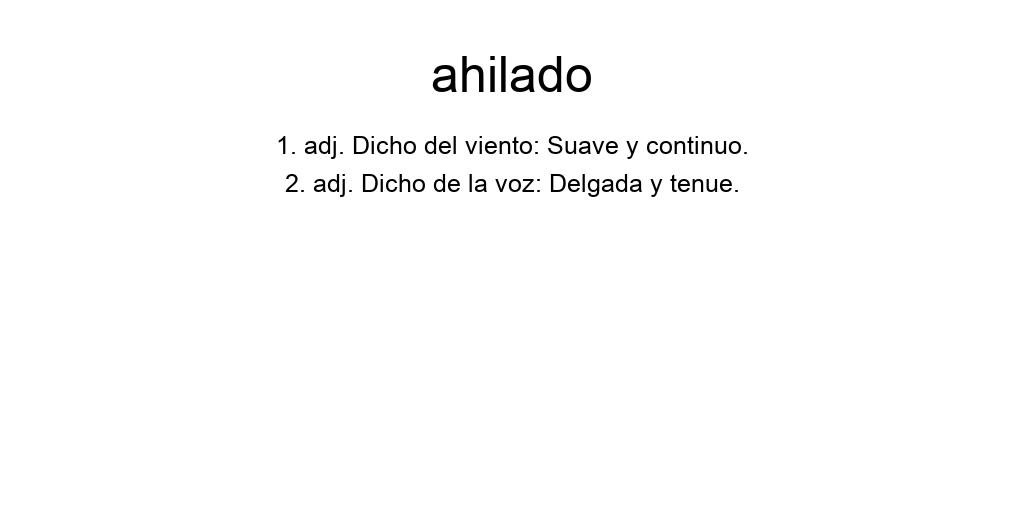 ahilado
1. adj. Dicho del viento: Suave y continuo.
2. adj. Dicho de la voz: Delgada y tenue.